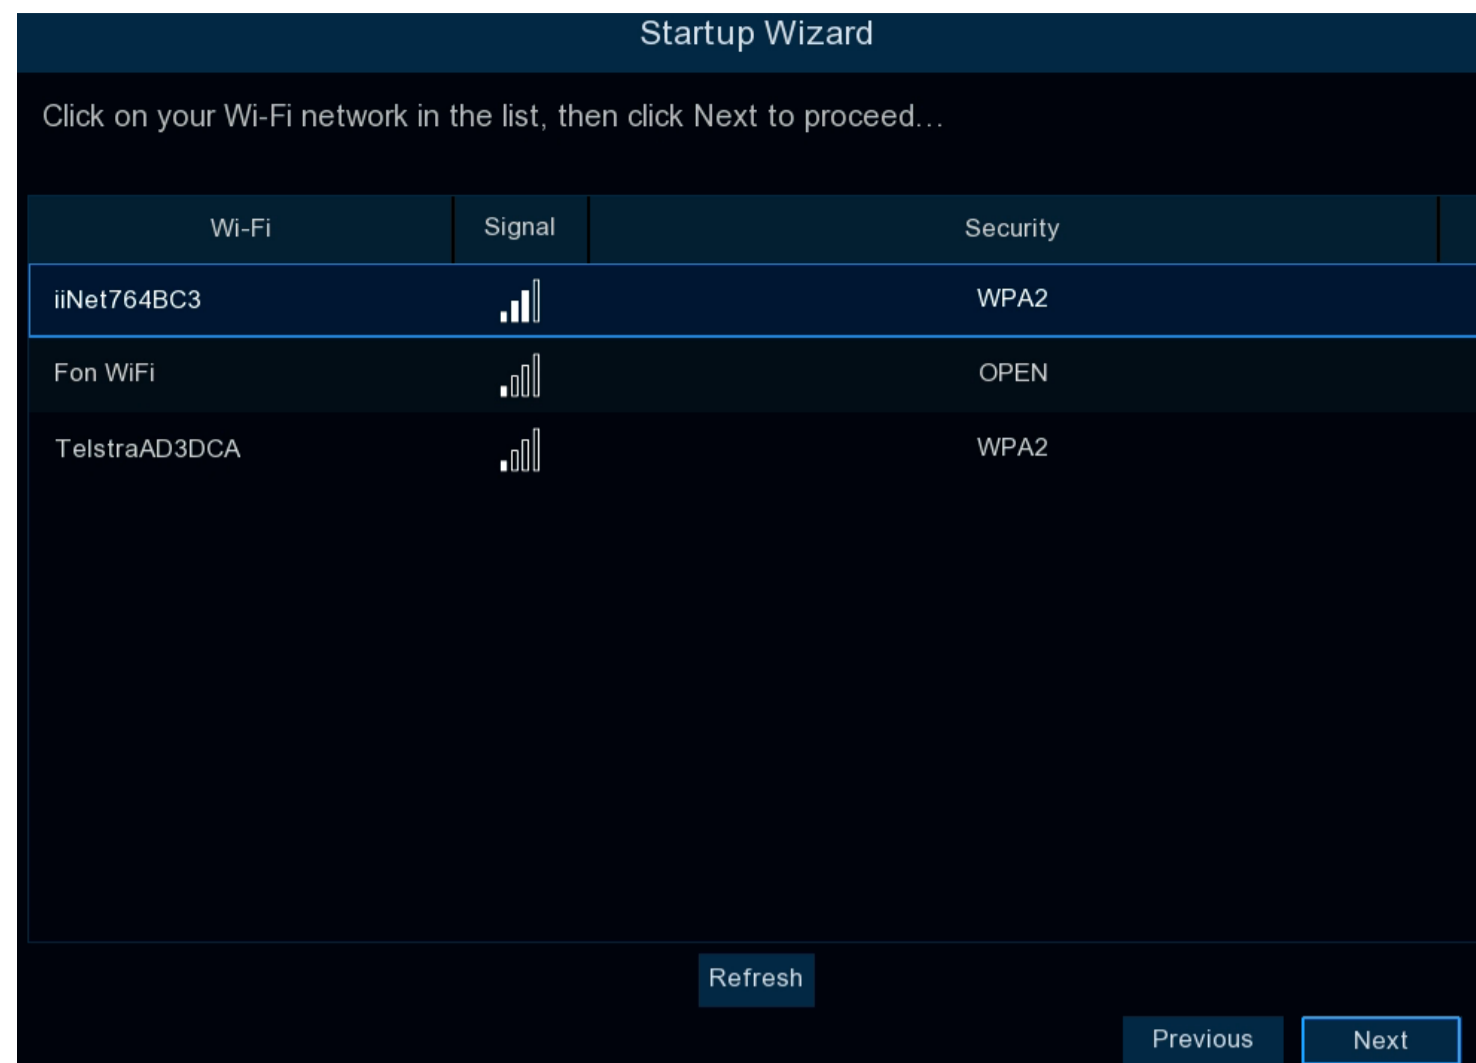 Startup Wizard
Click on your Wi-Fi network in the list, then click Next to proceed...
Wi-Fi Signal Security
iiNet764BC3 WPA2
Fon WiFi OPEN
TelstraAD3DCA WPA2
Refresh
Previous Next